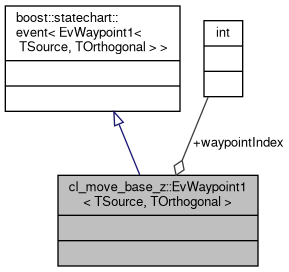 boost::statechart::
event< EvWaypoint1<
TSource, TOrthogonal > >
int
+waypointIndex
cl_move_base_z::EvWaypoint1
< TSource, TOrthogonal >